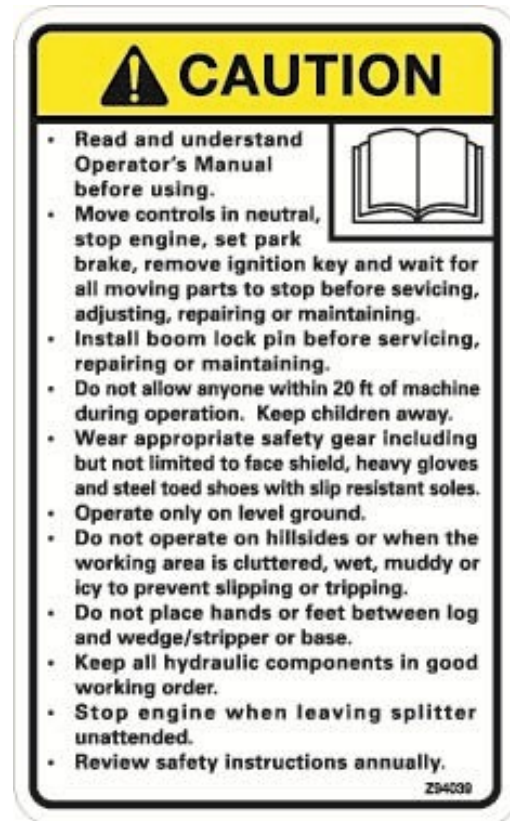 CAUTION
• Read and understand
Operator's Manual
before using.
• Move controls in neutral,
stop engine, set park
brake, remove ignition key and wait for
all moving parts to stop before sevicing,
adjusting, repairing or maintaining.
• Install boom lock pin before servicing,
repairing or maintaining.
• Do not allow anyone within 20 ft of machine
during operation. Keep children away.
• Wear appropriate safety gear including
but not limited to face shield, heavy gloves
and steel toed shoes with slip resistant soles.
• Operate only on level ground.
• Do not operate on hillsides or when the
working area is cluttered, wet, muddy or
icy to prevent slipping or tripping.
• Do not place hands or feet between log
and wedge/stripper or base.
• Keep all hydraulic components in good
working order.
• Stop engine when leaving splitter
unattended.
• Review safety instructions annually.
Z94039